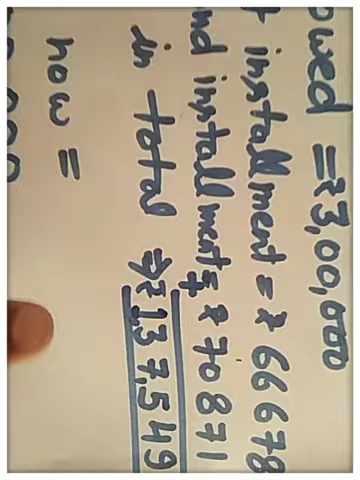 owed = ₹3,00,000
t installment = ₹ 66678
nd installment = ₹ 70871
+
in total ⇒ ₹ 1,37,549
now =